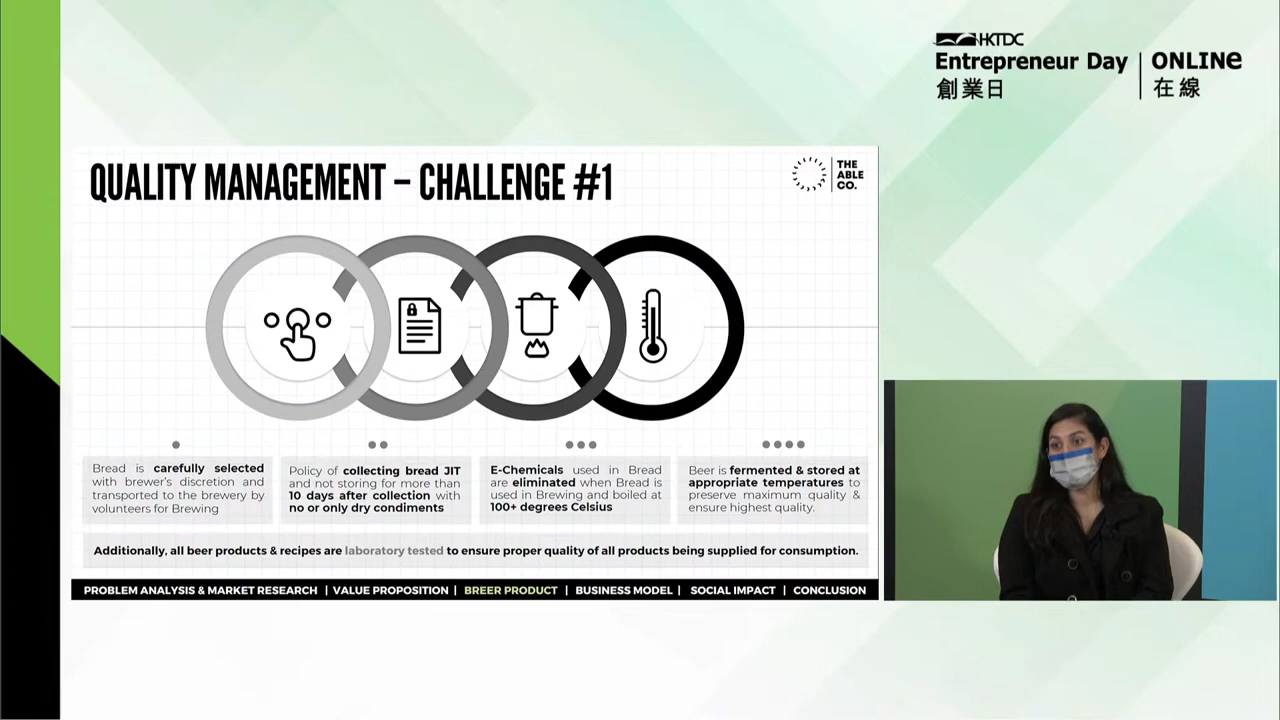 HKTDC
Entrepreneur Day
創業日
ONLINe
在線
QUALITY MANAGEMENT – CHALLENGE #1
THE
ABLE
CO.
Bread is carefully selected
with brewer's discretion and
transported to the brewery by
volunteers for Brewing
Policy of collecting bread JIT
and not storing for more than
10 days after collection with
no or only dry condiments
E-Chemicals used in Bread
are eliminated when Bread is
used in Brewing and boiled at
100+ degrees Celsius
Beer is fermented & stored at
appropriate temperatures to
preserve maximum quality &
ensure highest quality.
Additionally, all beer products & recipes are laboratory tested to ensure proper quality of all products being supplied for consumption.
PROBLEM ANALYSIS & MARKET RESEARCH | VALUE PROPOSITION | BREER PRODUCT | BUSINESS MODEL | SOCIAL IMPACT | CONCLUSION